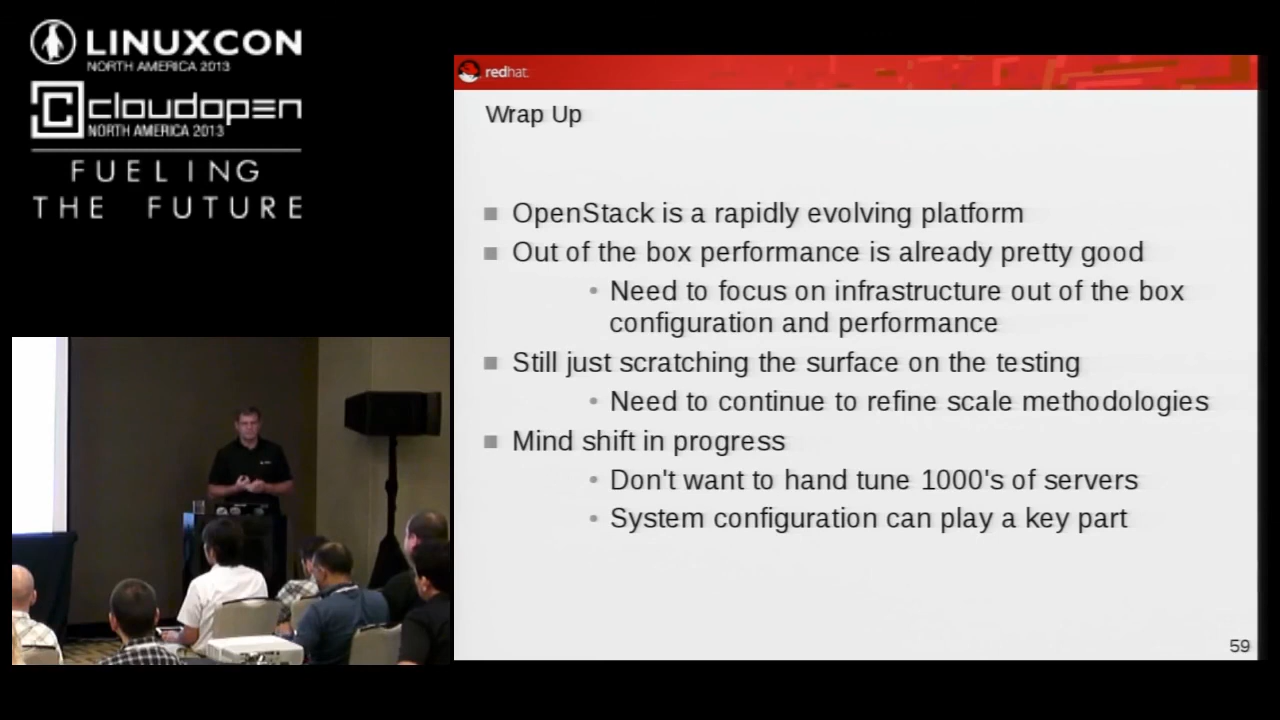 LINUXCON
NORTH AMERICA 2013
cloudopen
NORTH AMERICA 2013
FUELING
THE FUTURE
redhat.
Wrap Up
OpenStack is a rapidly evolving platform
Out of the box performance is already pretty good
Need to focus on infrastructure out of the box
configuration and performance
Still just scratching the surface on the testing
Need to continue to refine scale methodologies
Mind shift in progress
Don't want to hand tune 1000's of servers
System configuration can play a key part
59